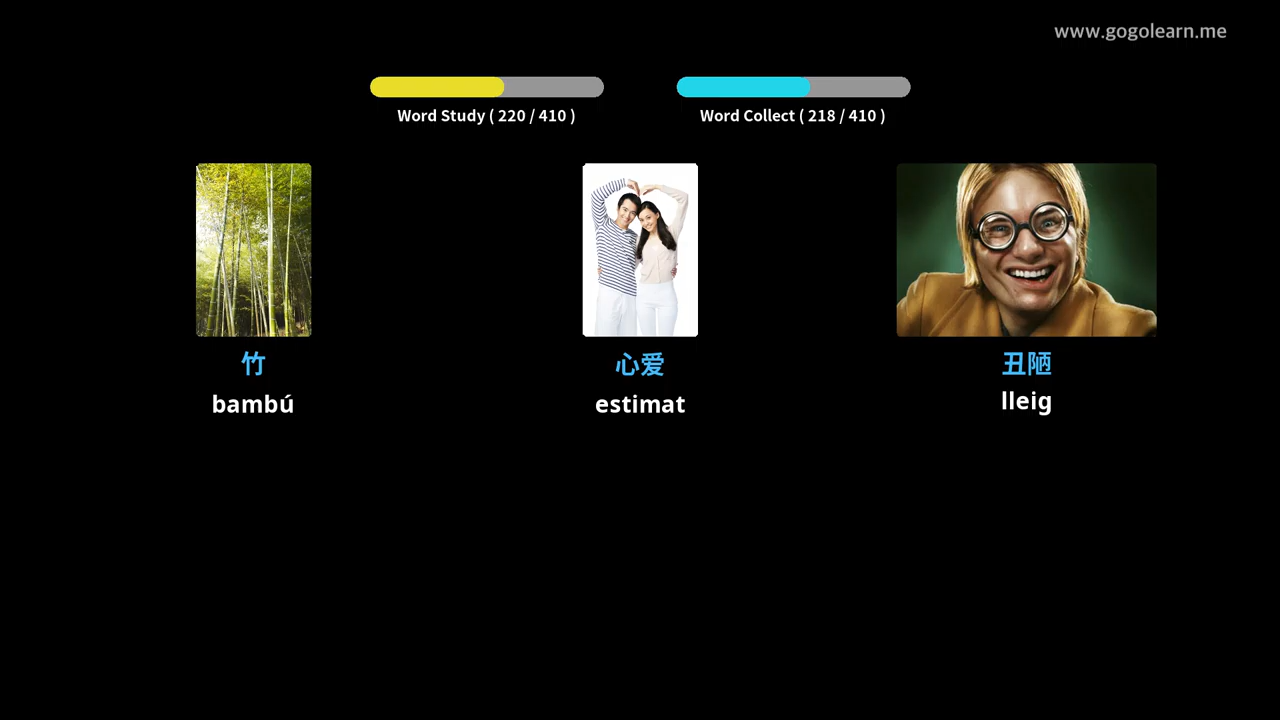 www.gogolearn.me
Word Study ( 220 / 410 )
Word Collect ( 218 / 410 )
竹
心爱
丑陋
bambú
estimat
lleig